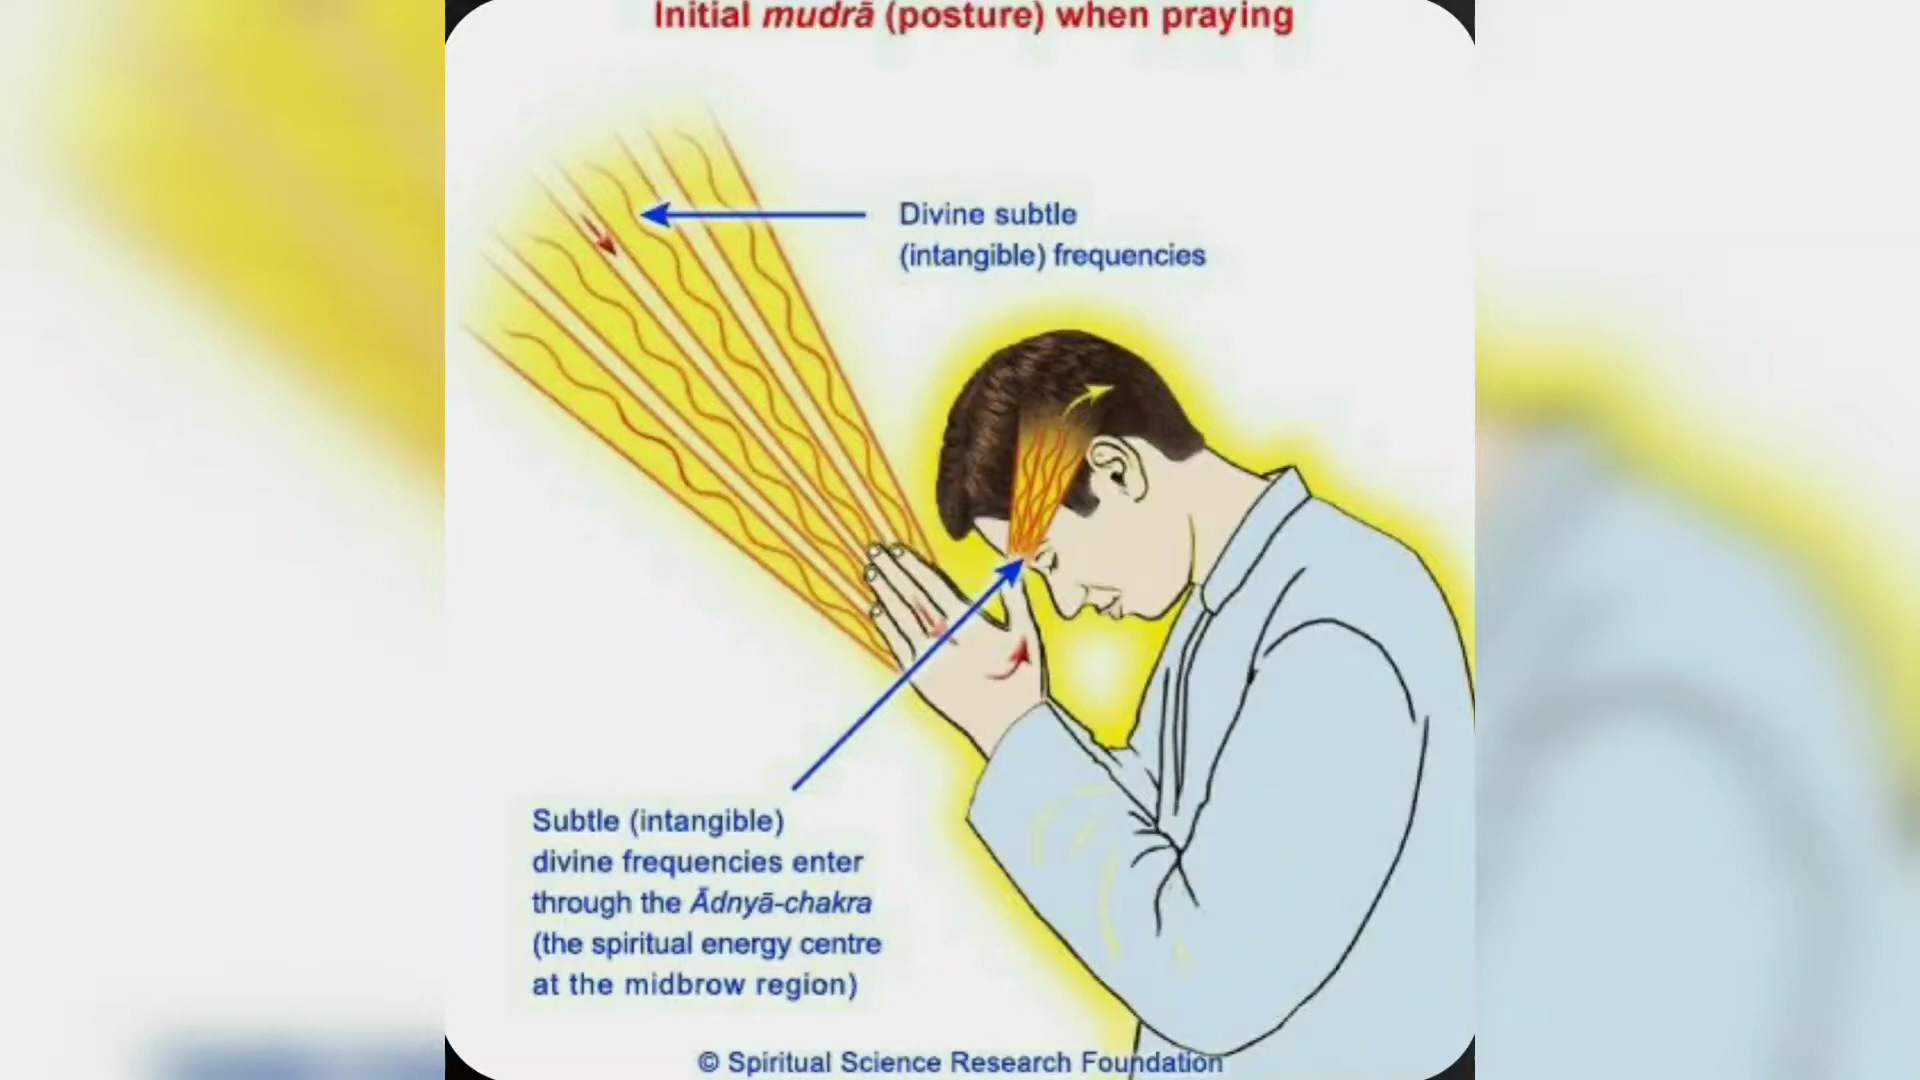 Initial mudrā (posture) when praying
Divine subtle
(intangible) frequencies
Subtle (intangible)
divine frequencies enter
through the Ādnyā-chakra
(the spiritual energy centre
at the midbrow region)
© Spiritual Science Research Foundation